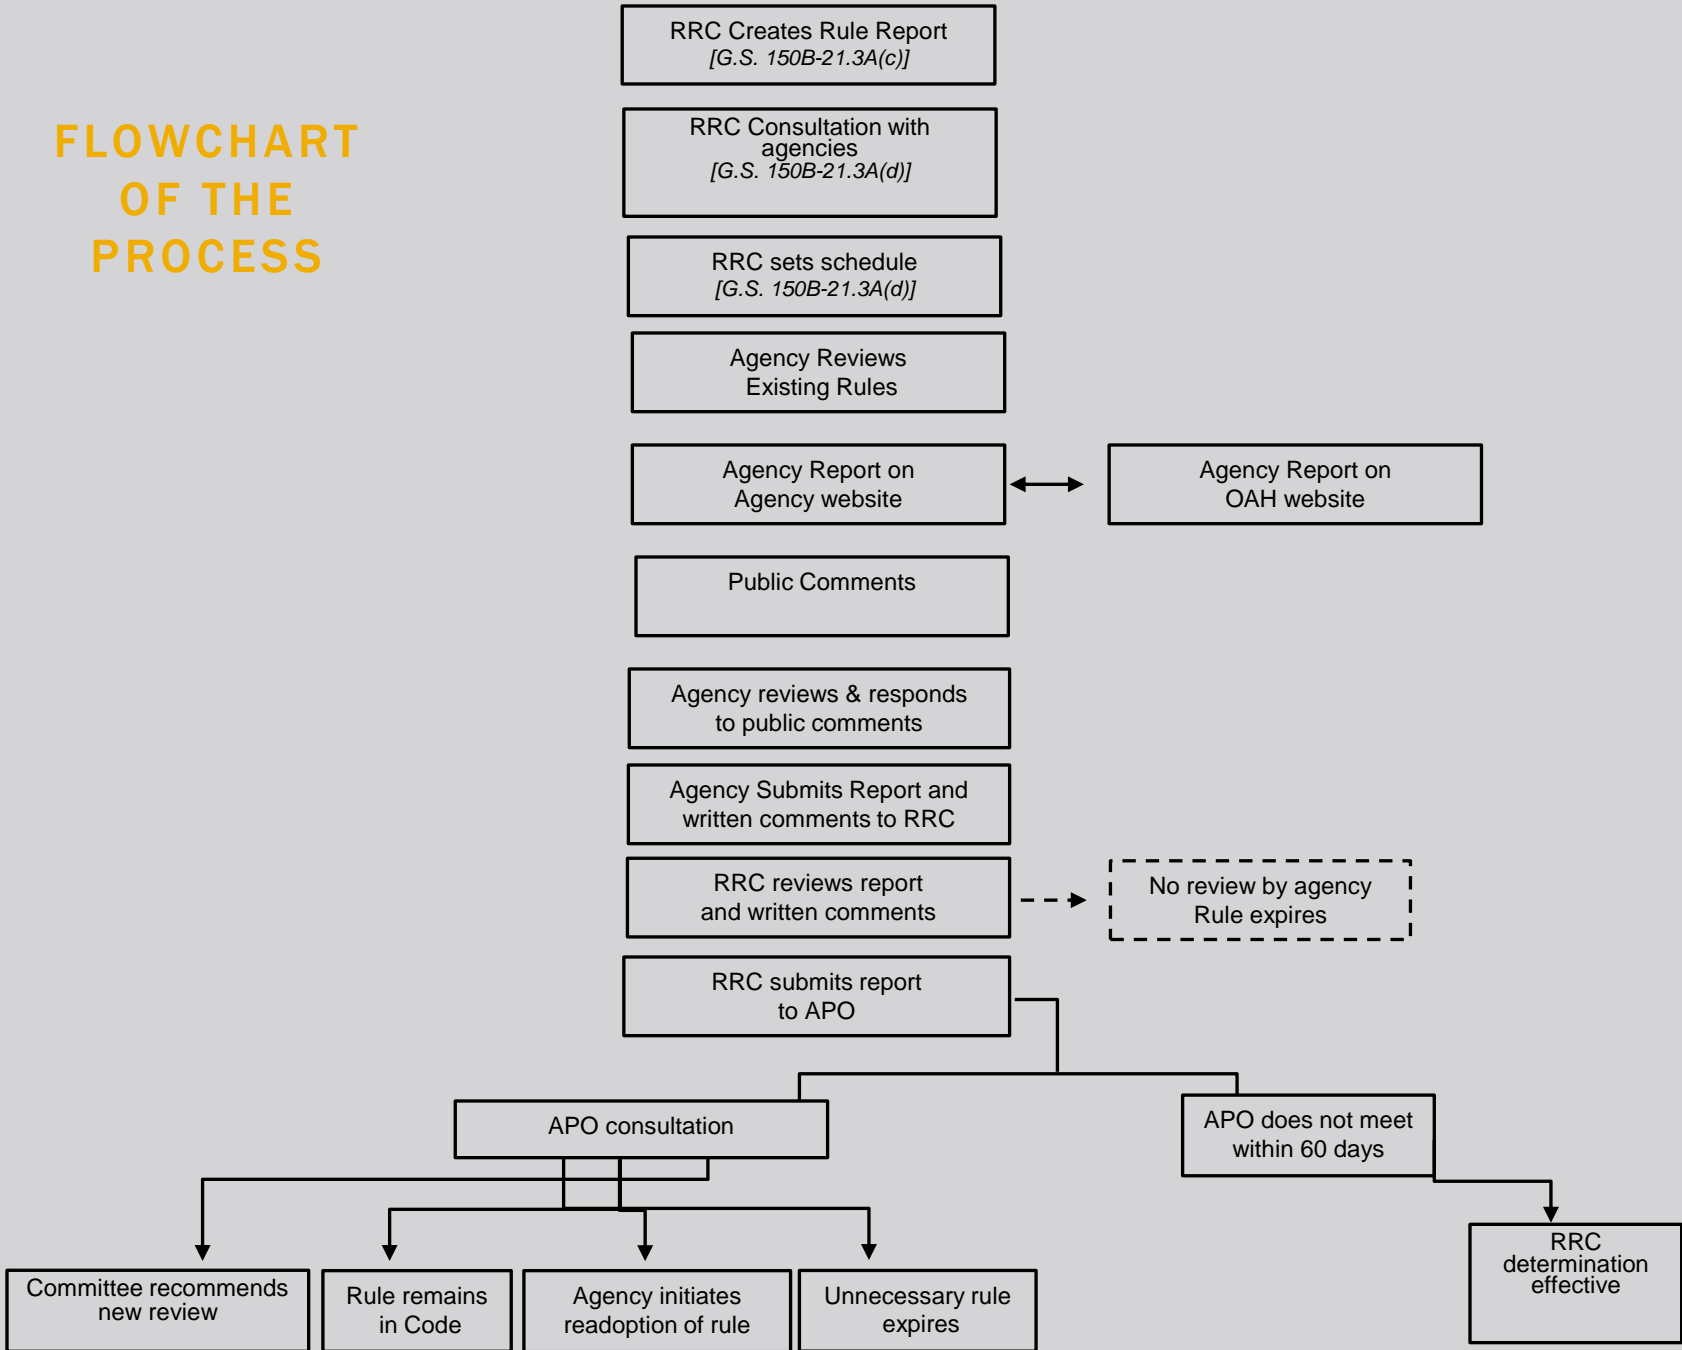 FLOWCHART
OF THE
PROCESS
RRC Creates Rule Report
[G.S. 150B-21.3A(c)]
RRC Consultation with
agencies
[G.S. 150B-21.3A(d)]
RRC sets schedule
[G.S. 150B-21.3A(d)]
Agency Reviews
Existing Rules
Agency Report on
Agency website
Agency Report on
OAH website
Public Comments
Agency reviews & responds
to public comments
Agency Submits Report and
written comments to RRC
RRC reviews report
and written comments
No review by agency
Rule expires
RRC submits report
to APO
APO consultation
APO does not meet
within 60 days
Committee recommends
new review
Rule remains
in Code
Agency initiates
readoption of rule
Unnecessary rule
expires
RRC
determination
effective